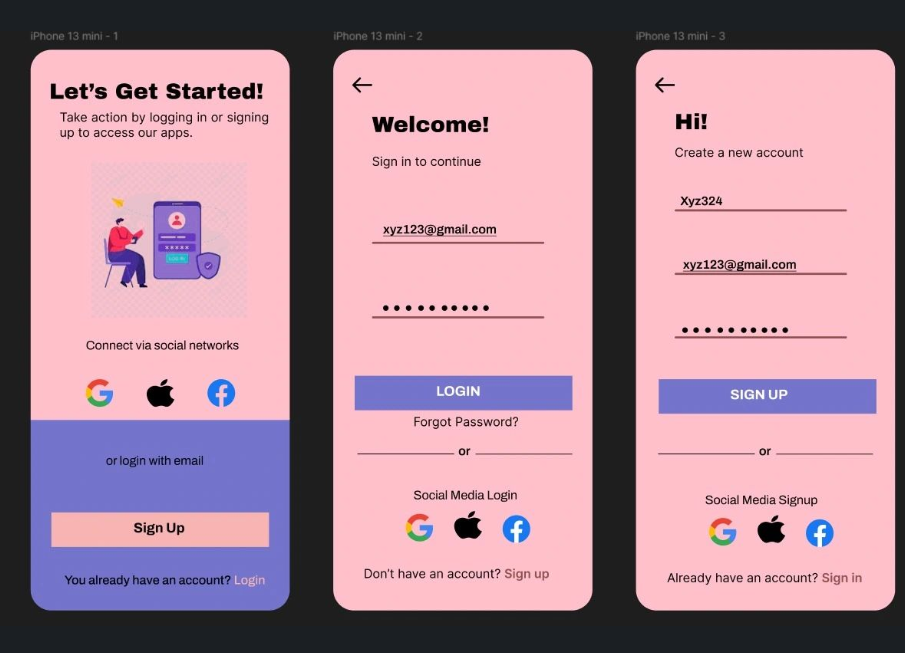 iPhone 13 mini - 1
Let's Get Started!
Take action by logging in or signing
up to access our apps.
LOG IN
Connect via social networks
or login with email
Sign Up
You already have an account? Login
iPhone 13 mini - 2
Welcome!
Sign in to continue
xyz123@gmail.com
LOGIN
Forgot Password?
or
Social Media Login
Don't have an account? Sign up
iPhone 13 mini - 3
Hi!
Create a new account
Xyz324
xyz123@gmail.com
SIGN UP
or
Social Media Signup
Already have an account? Sign in